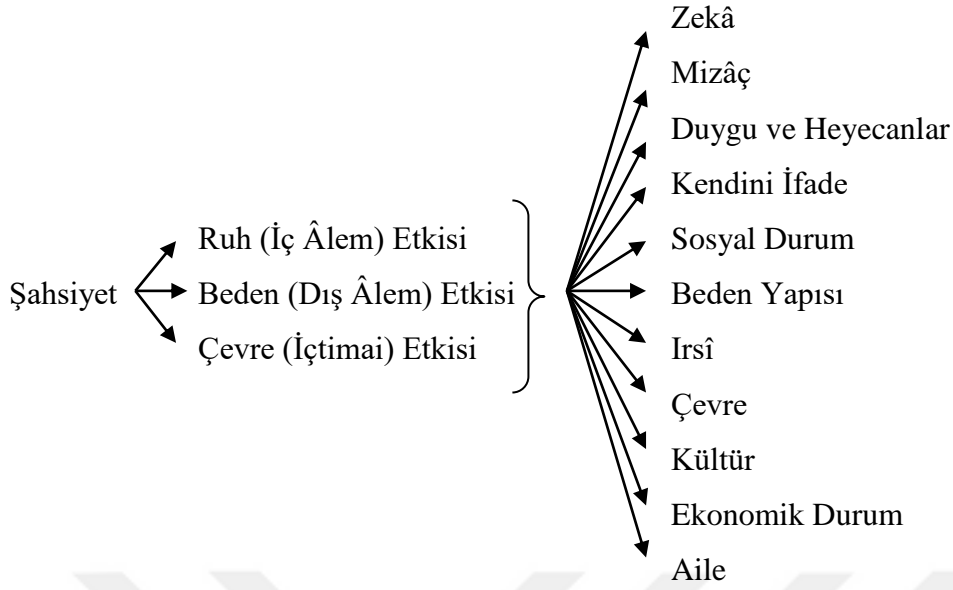 Şahsiyet
Ruh (İç Âlem) Etkisi
Beden (Dış Âlem) Etkisi
Çevre (İçtimai) Etkisi
Zekâ
Mizâç
Duygu ve Heyecanlar
Kendini İfade
Sosyal Durum
Beden Yapısı
Irsî
Çevre
Kültür
Ekonomik Durum
Aile